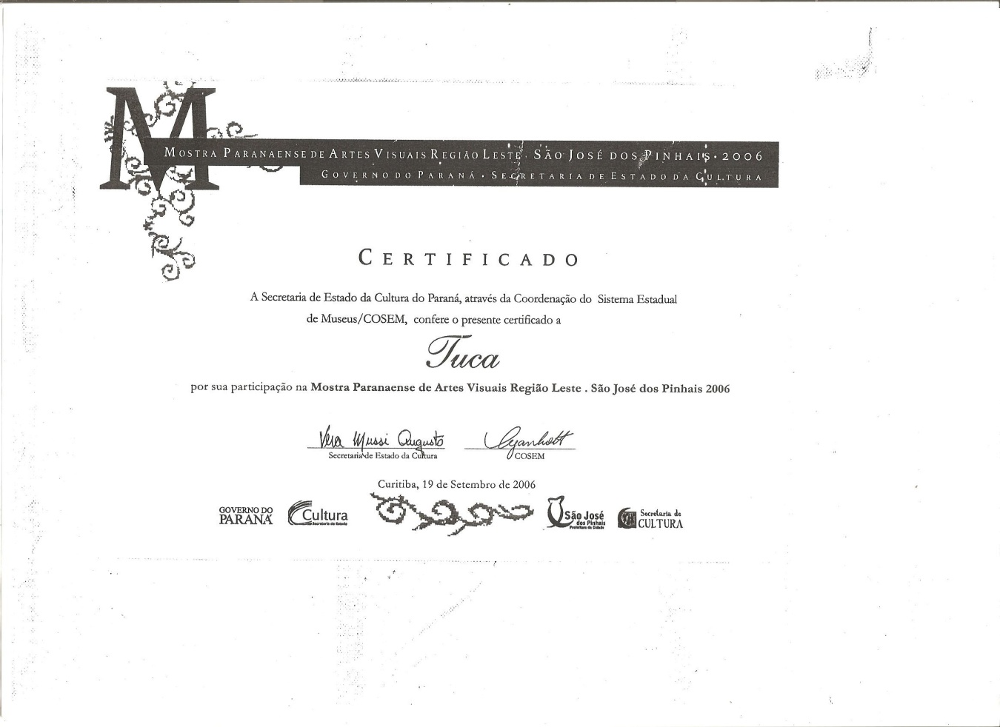 M
MOSTRA PARANAENSE DE ARTES VISUAIS REGIÃO LESTE · SÃO JOSÉ DOS PINHAIS · 2006
GOVERNO DO PARANÁ · SECRETARIA DE ESTADO DA CULTURA
CERTIFICADO
A Secretaria de Estado da Cultura do Paraná, através da Coordenação do Sistema Estadual
de Museus/COSEM, confere o presente certificado a
Tuca
por sua participação na Mostra Paranaense de Artes Visuais Região Leste . São José dos Pinhais 2006
Vera Mussi Augusto
Secretaria de Estado da Cultura
COSEM
Curitiba, 19 de Setembro de 2006
GOVERNO DO
PARANÁ
Cultura
Secretaria de Estado
São José
dos Pinhais
Prefeitura da Cidade
Secretaria de
CULTURA